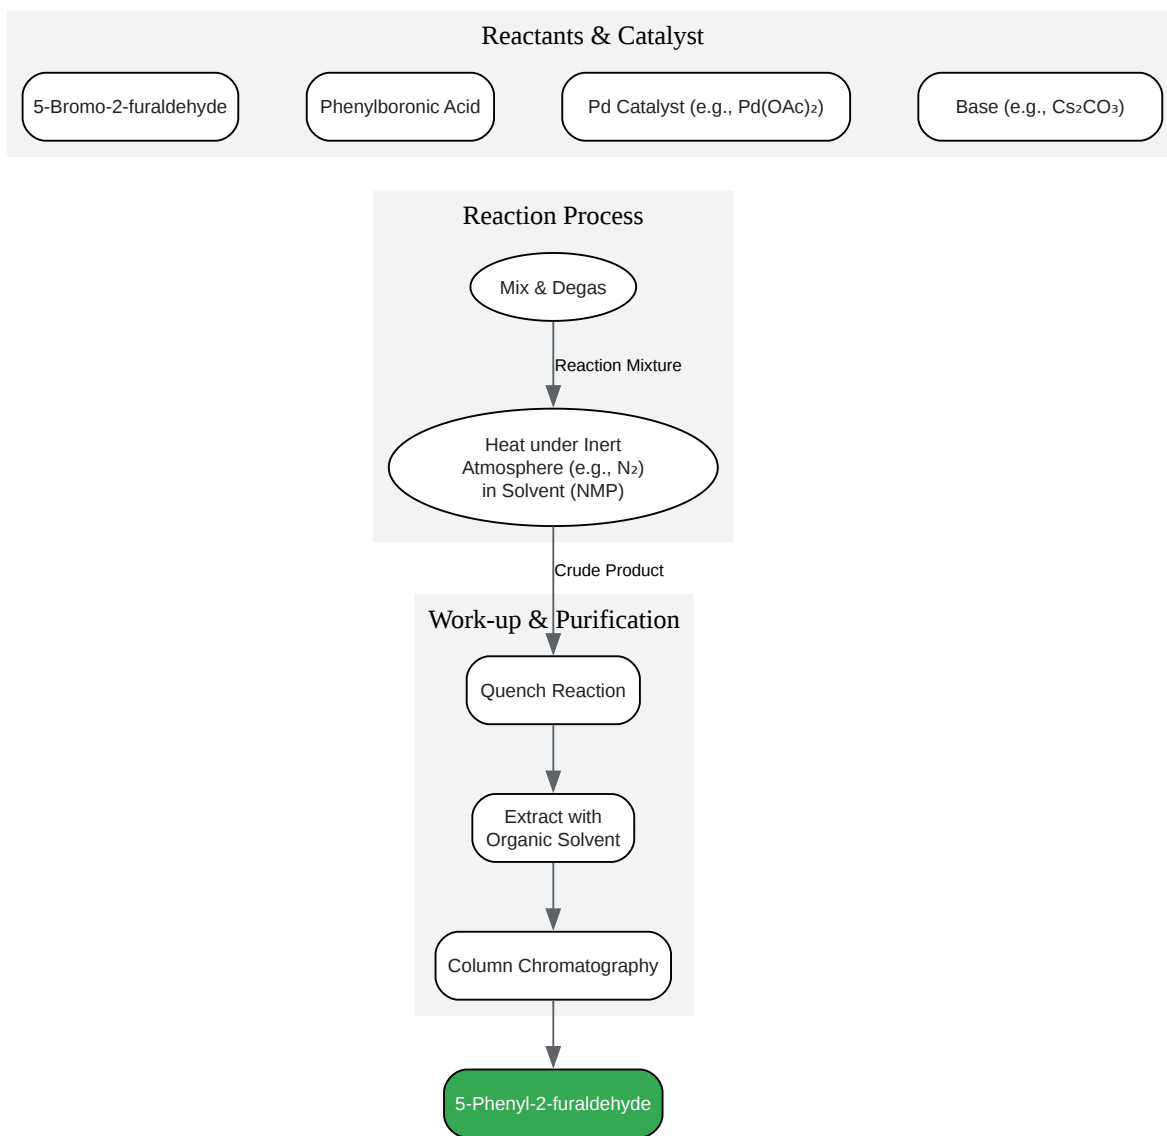 Reactants & Catalyst
5-Bromo-2-furaldehyde
Phenylboronic Acid
Pd Catalyst (e.g., Pd(OAc)₂)
Base (e.g., Cs₂CO₃)
Reaction Process
Mix & Degas
Reaction Mixture
Heat under Inert
Atmosphere (e.g., N₂)
in Solvent (NMP)
Crude Product
Work-up & Purification
Quench Reaction
Extract with
Organic Solvent
Column Chromatography
5-Phenyl-2-furaldehyde